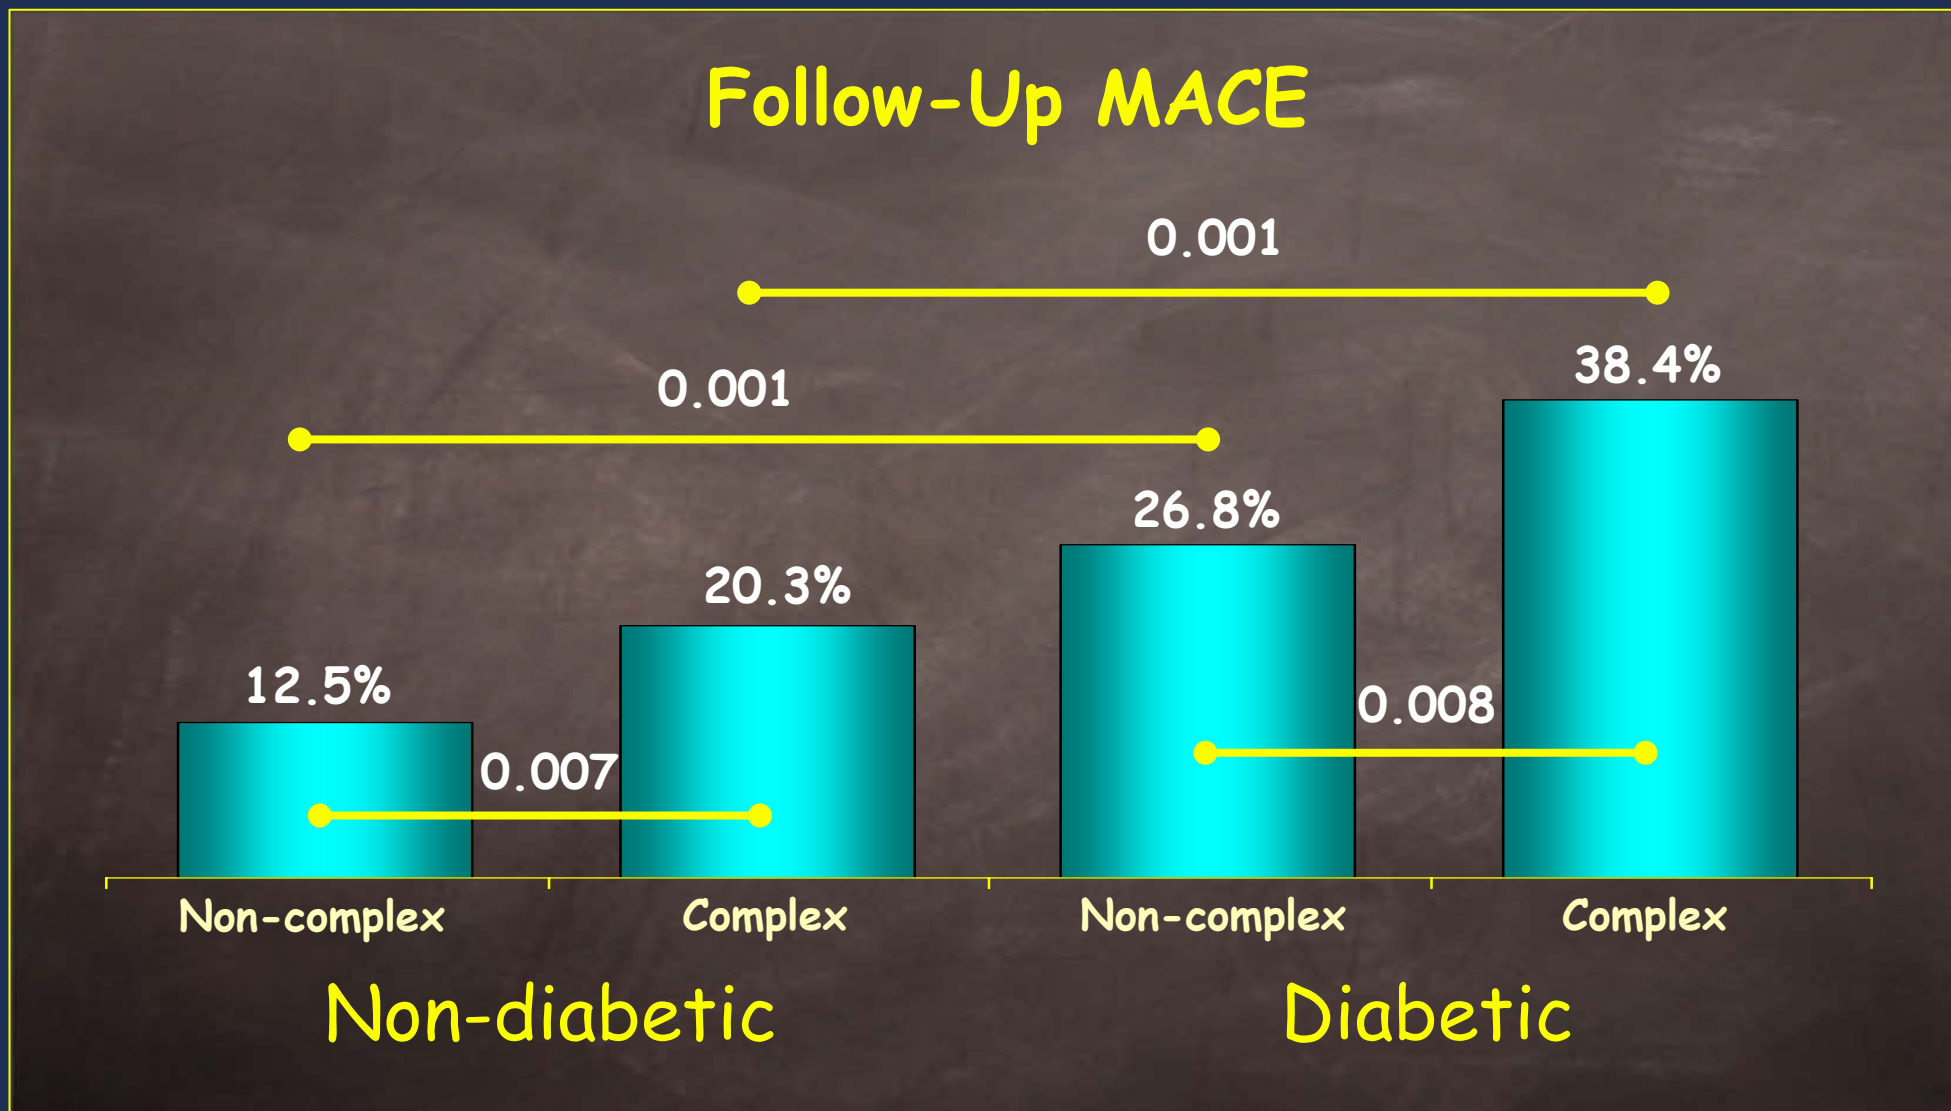 Follow-Up MACE
0.001
38.4%
0.001
26.8%
20.3%
12.5%
0.008
0.007
Non-complex Complex Non-complex Complex
Non-diabetic Diabetic